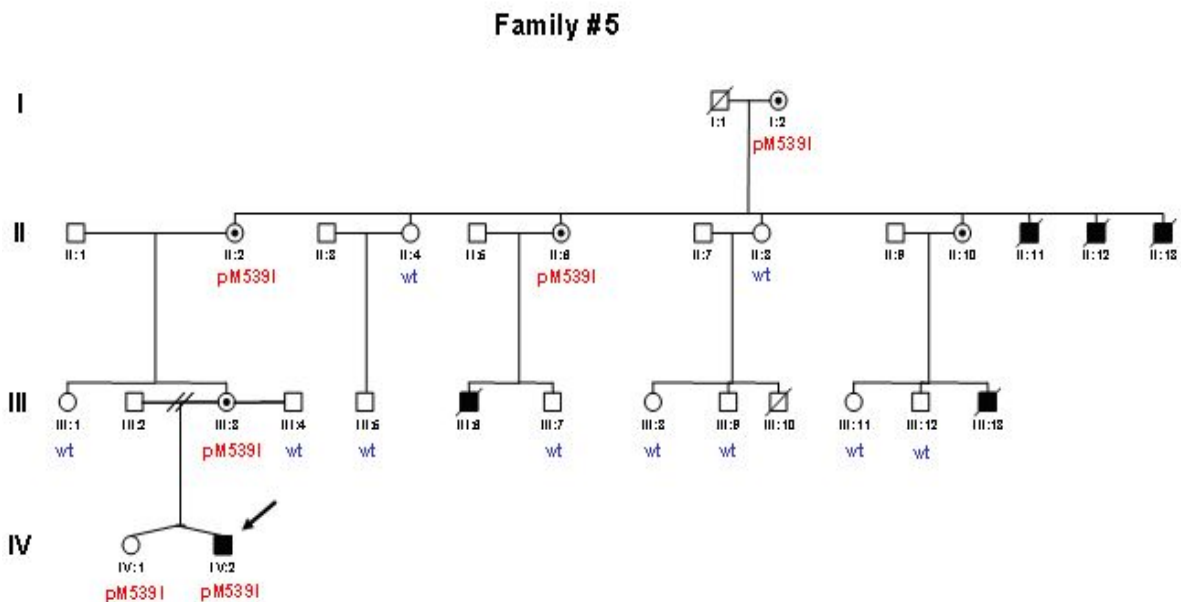 Family #5
I
I:1 I:2
pM539I
II
II:1 II:2 II:3 II:4 II:5 II:6 II:7 II:8 II:9 II:10 II:11 II:12 II:13
pM539I wt pM539I wt
III
III:1 III:2 III:3 III:4 III:5 III:6 III:7 III:8 III:9 III:10 III:11 III:12 III:13
wt pM539I wt wt wt wt wt wt wt
IV
IV:1 IV:2
pM539I pM539I